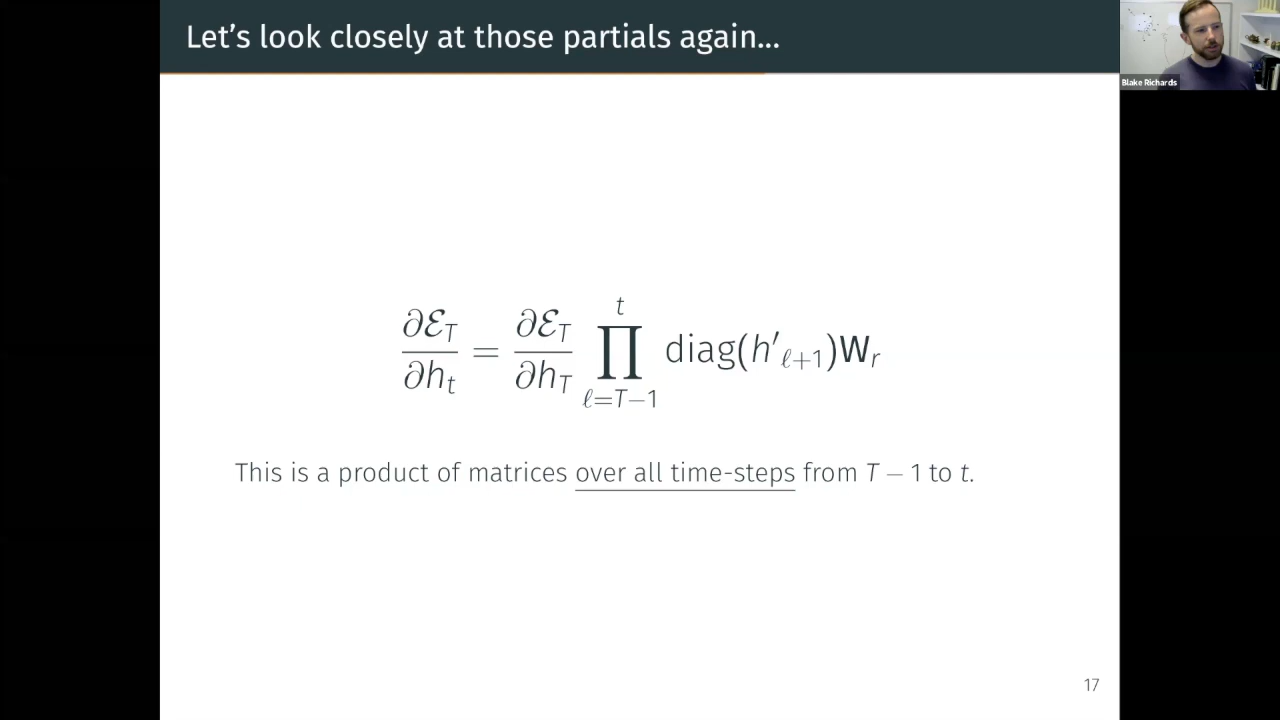 Let's look closely at those partials again...
Blake Richards
∂ℰ_T/∂h_t = ∂ℰ_T/∂h_T ∏_{ℓ=T−1}^{t} diag(h′_{ℓ+1})W_r
This is a product of matrices over all time-steps from T − 1 to t.
17